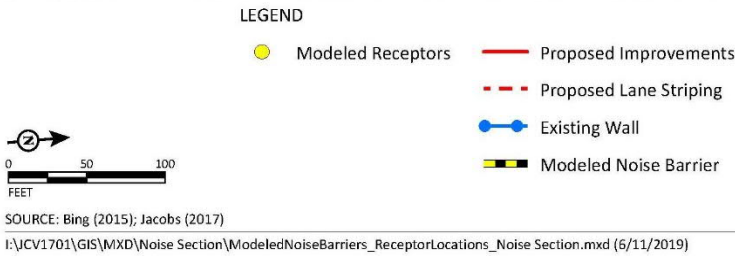 LEGEND
Modeled Receptors
Proposed Improvements
Proposed Lane Striping
Existing Wall
Modeled Noise Barrier
N
0 50 100
FEET
SOURCE: Bing (2015); Jacobs (2017)
I:\JCV1701\GIS\MXD\Noise Section\ModeledNoiseBarriers_ReceptorLocations_Noise Section.mxd (6/11/2019)